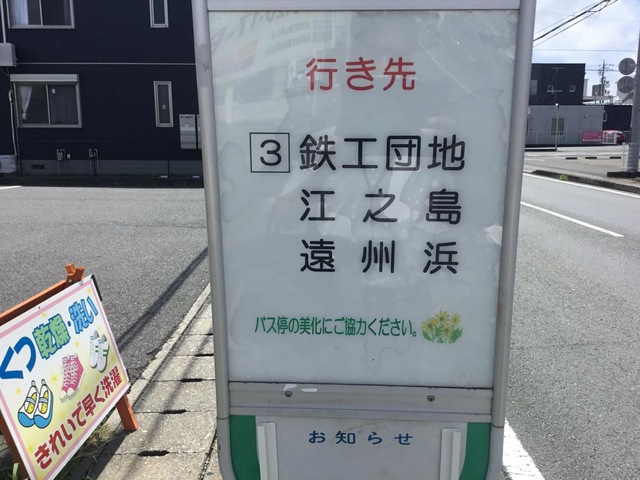 行き先
3 鉄工団地
江之島
遠州浜
バス停の美化にご協力ください。
お知らせ
くつ乾燥・洗い
きれいで早く洗濯